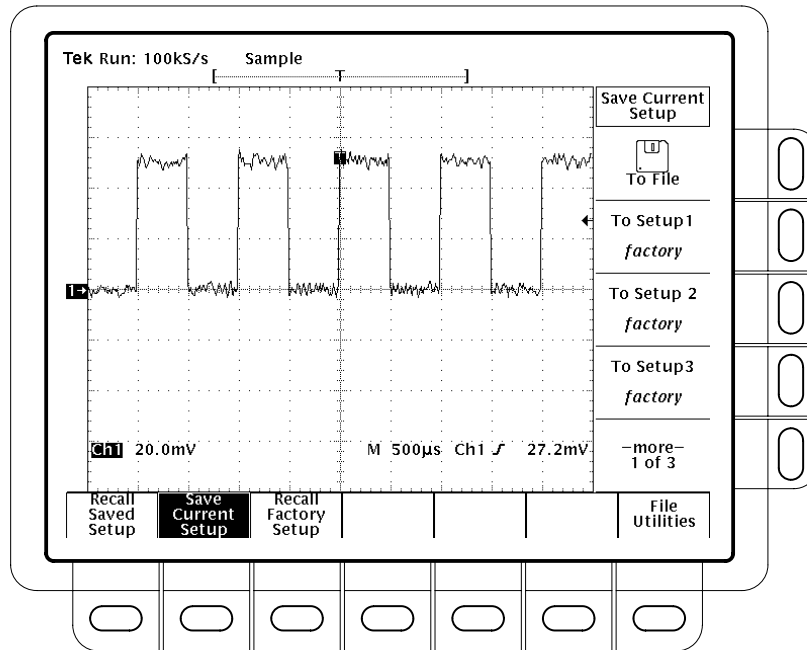 Tek Run: 100kS/s Sample
[ T ]
Save Current
Setup
To File
To Setup1
factory
To Setup 2
factory
To Setup3
factory
-more-
1 of 3
T
1→
Ch1 20.0mV M 500µs Ch1 27.2mV
Recall
Saved
Setup
Save
Current
Setup
Recall
Factory
Setup
File
Utilities